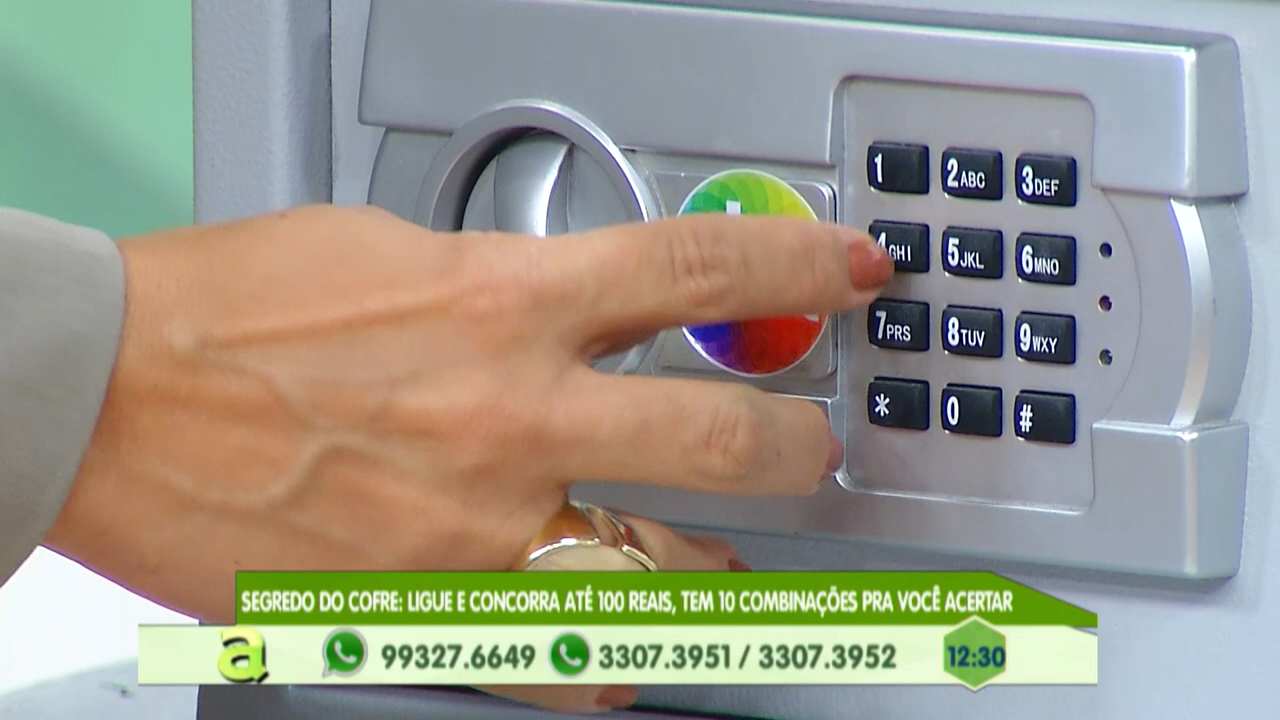 1 2ABC 3DEF
4GHI 5JKL 6MNO
7PRS 8TUV 9WXY
* 0 #
SEGREDO DO COFRE: LIGUE E CONCORRA ATÉ 100 REAIS, TEM 10 COMBINAÇÕES PRA VOCÊ ACERTAR
a 99327.6649 3307.3951 / 3307.3952 12:30